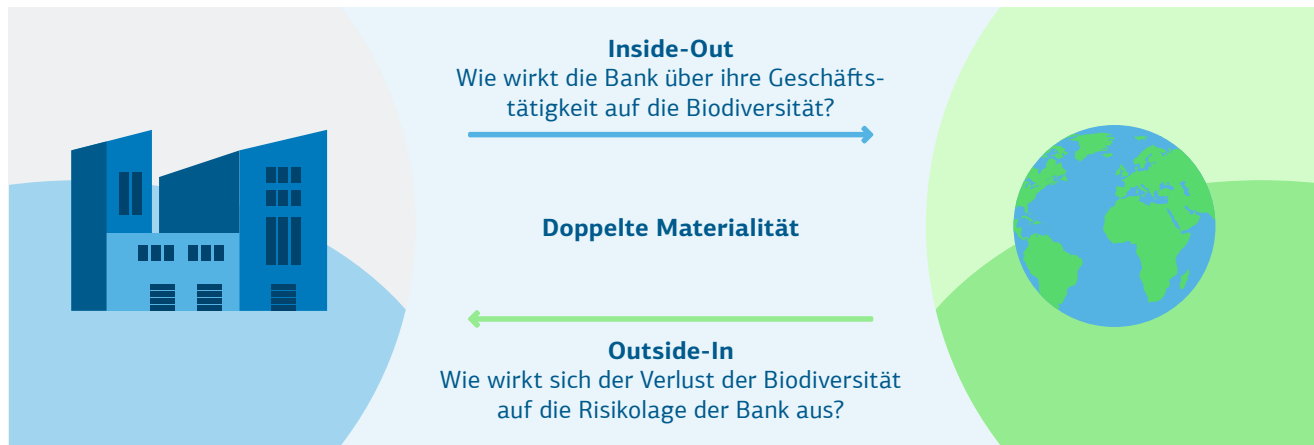 Inside-Out
Wie wirkt die Bank über ihre Geschäfts-
tätigkeit auf die Biodiversität?
Doppelte Materialität
Outside-In
Wie wirkt sich der Verlust der Biodiversität
auf die Risikolage der Bank aus?